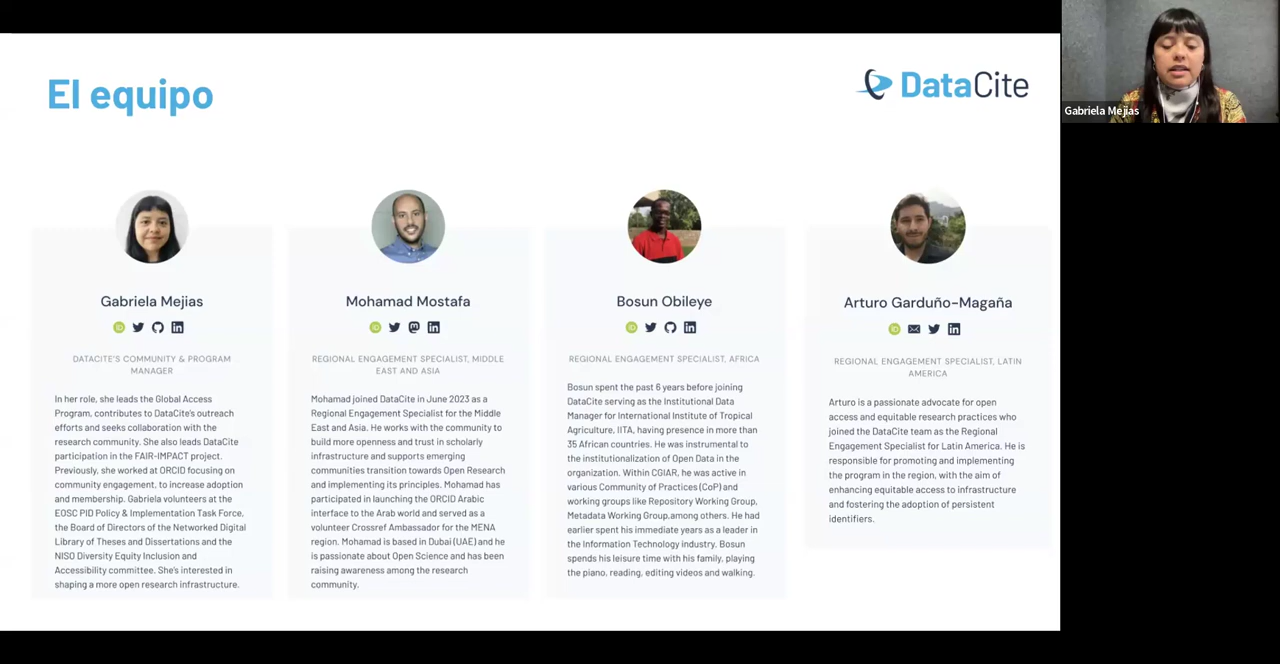 El equipo
DataCite
Gabriela Mejias
Gabriela Mejias
DATACITE'S COMMUNITY & PROGRAM
MANAGER
In her role, she leads the Global Access
Program, contributes to DataCite's outreach
efforts and seeks collaboration with the
research community. She also leads DataCite
participation in the FAIR-IMPACT project.
Previously, she worked at ORCID focusing on
community engagement, to increase adoption
and membership. Gabriela volunteers at the
EOSC PID Policy & Implementation Task Force,
the Board of Directors of the Networked Digital
Library of Theses and Dissertations and the
NISO Diversity Equity Inclusion and
Accessibility committee. She's interested in
shaping a more open research infrastructure.
Mohamad Mostafa
REGIONAL ENGAGEMENT SPECIALIST, MIDDLE
EAST AND ASIA
Mohamad joined DataCite in June 2023 as a
Regional Engagement Specialist for the Middle
East and Asia. He works with the community to
build more openness and trust in scholarly
infrastructure and supports emerging
communities transition towards Open Research
and implementing its principles. Mohamad has
participated in launching the ORCID Arabic
interface to the Arab world and served as a
volunteer Crossref Ambassador for the MENA
region. Mohamad is based in Dubai (UAE) and he
is passionate about Open Science and has been
raising awareness among the research
community.
Bosun Obileye
REGIONAL ENGAGEMENT SPECIALIST, AFRICA
Bosun spent the past 6 years before joining
DataCite serving as the Institutional Data
Manager for International Institute of Tropical
Agriculture, IITA, having presence in more than
35 African countries. He was instrumental to
the institutionalization of Open Data in the
organization. Within CGIAR, he was active in
various Community of Practices (CoP) and
working groups like Repository Working Group,
Metadata Working Group,among others. He had
earlier spent his immediate years as a leader in
the Information Technology industry. Bosun
spends his leisure time with his family, playing
the piano, reading, editing videos and walking.
Arturo Garduño-Magaña
REGIONAL ENGAGEMENT SPECIALIST, LATIN
AMERICA
Arturo is a passionate advocate for open
access and equitable research practices who
joined the DataCite team as the Regional
Engagement Specialist for Latin America. He is
responsible for promoting and implementing
the program in the region, with the aim of
enhancing equitable access to infrastructure
and fostering the adoption of persistent
identifiers.